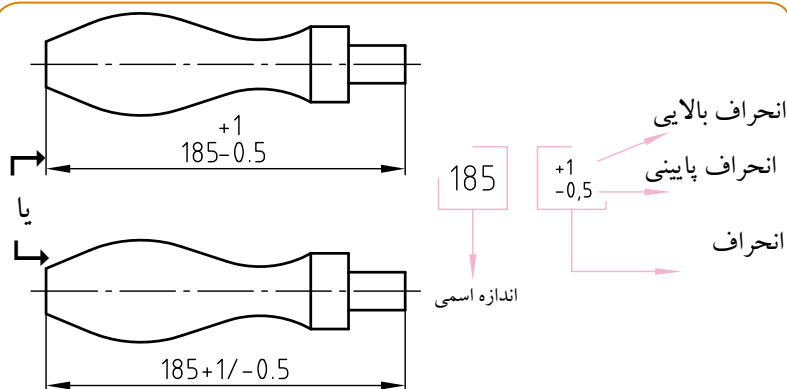 +1
185-0.5
یا
185+1/-0.5
185
+1
-0,5
انحراف بالایی
انحراف پایینی
انحراف
اندازه اسمی